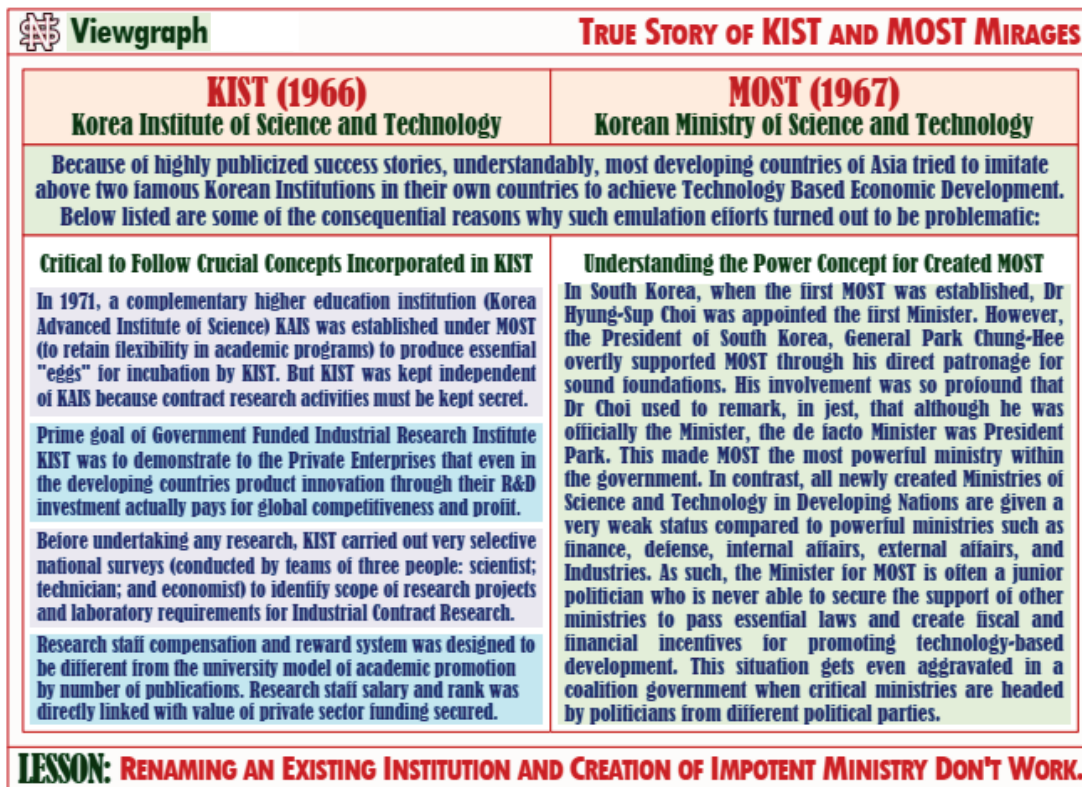 Viewgraph
TRUE STORY OF KIST AND MOST MIRAGES
KIST (1966)
Korea Institute of Science and Technology
MOST (1967)
Korean Ministry of Science and Technology
Because of highly publicized success stories, understandably, most developing countries of Asia tried to imitate
above two famous Korean Institutions in their own countries to achieve Technology Based Economic Development.
Below listed are some of the consequential reasons why such emulation efforts turned out to be problematic:
Critical to Follow Crucial Concepts Incorporated in KIST
In 1971, a complementary higher education institution (Korea
Advanced Institute of Science) KAIS was established under MOST
(to retain flexibility in academic programs) to produce essential
"eggs" for incubation by KIST. But KIST was kept independent
of KAIS because contract research activities must be kept secret.
Prime goal of Government Funded Industrial Research Institute
KIST was to demonstrate to the Private Enterprises that even in
the developing countries product innovation through their R&D
investment actually pays for global competitiveness and profit.
Before undertaking any research, KIST carried out very selective
national surveys (conducted by teams of three people: scientist;
technician; and economist) to identify scope of research projects
and laboratory requirements for Industrial Contract Research.
Research staff compensation and reward system was designed to
be different from the university model of academic promotion
by number of publications. Research staff salary and rank was
directly linked with value of private sector funding secured.
Understanding the Power Concept for Created MOST
In South Korea, when the first MOST was established, Dr
Hyung-Sup Choi was appointed the first Minister. However,
the President of South Korea, General Park Chung-Hee
overtly supported MOST through his direct patronage for
sound foundations. His involvement was so profound that
Dr Choi used to remark, in jest, that although he was
officially the Minister, the de facto Minister was President
Park. This made MOST the most powerful ministry within
the government. In contrast, all newly created Ministries of
Science and Technology in Developing Nations are given a
very weak status compared to powerful ministries such as
finance, defense, internal affairs, external affairs, and
Industries. As such, the Minister for MOST is often a junior
politician who is never able to secure the support of other
ministries to pass essential laws and create fiscal and
financial incentives for promoting technology-based
development. This situation gets even aggravated in a
coalition government when critical ministries are headed
by politicians from different political parties.
LESSON: RENAMING AN EXISTING INSTITUTION AND CREATION OF IMPOTENT MINISTRY DON'T WORK.